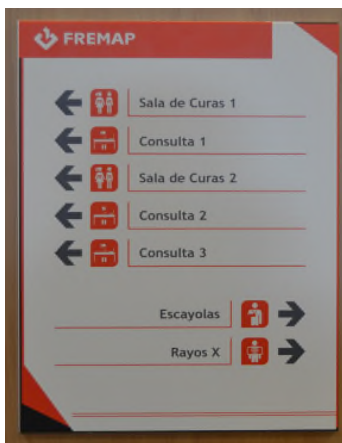 FREMAP
Sala de Curas 1
Consulta 1
Sala de Curas 2
Consulta 2
Consulta 3
Escayolas
Rayos X